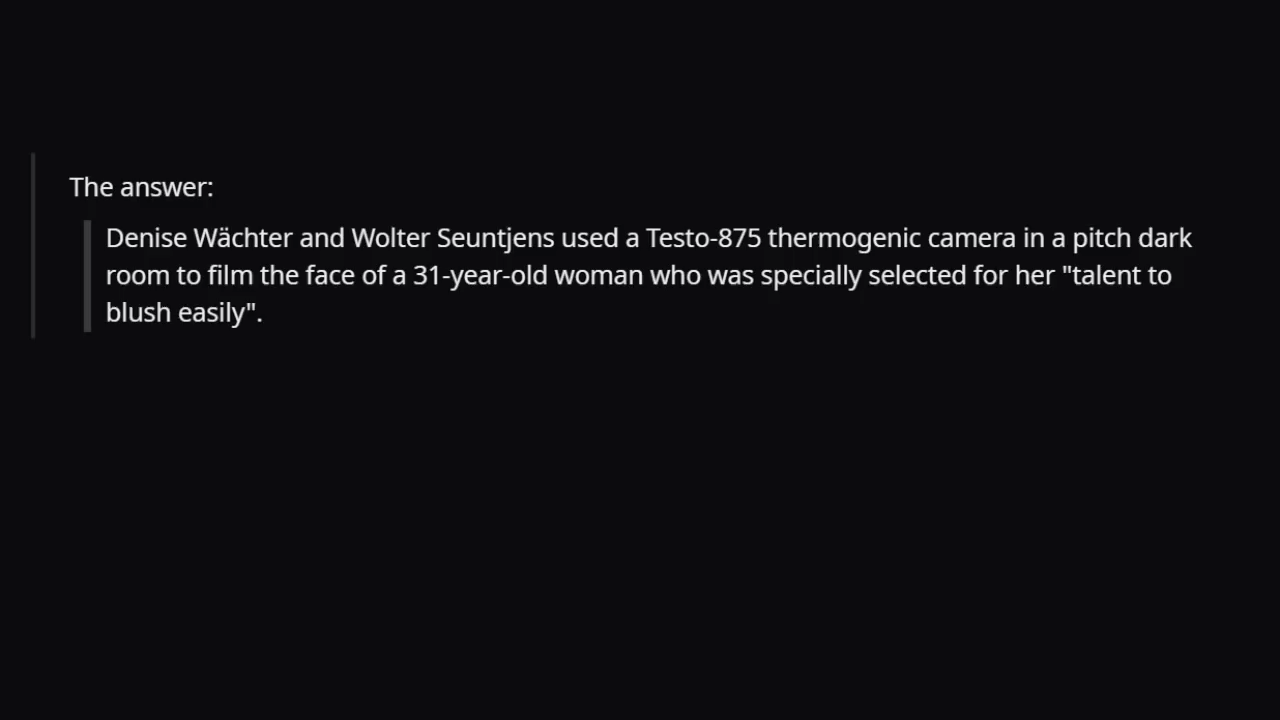 The answer:
Denise Wächter and Wolter Seuntjens used a Testo-875 thermogenic camera in a pitch dark
room to film the face of a 31-year-old woman who was specially selected for her "talent to
blush easily".